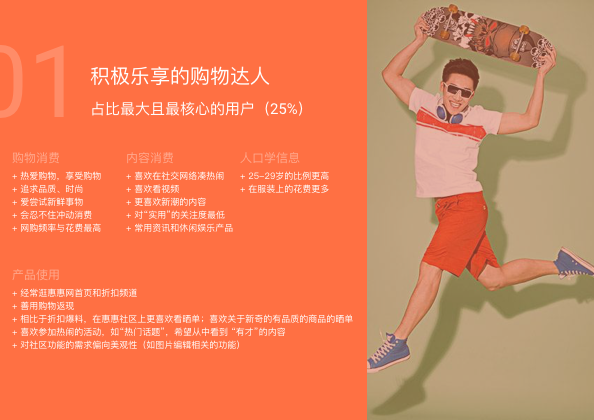 01
积极乐享的购物达人
占比最大且最核心的用户（25%）
购物消费
+ 热爱购物，享受购物
+ 追求品质、时尚
+ 爱尝试新鲜事物
+ 会忍不住冲动消费
+ 网购频率与花费最高
内容消费
+ 喜欢在社交网络凑热闹
+ 喜欢看视频
+ 更喜欢新潮的内容
+ 对“实用”的关注度最低
+ 常用资讯和休闲娱乐产品
人口学信息
+ 25-29岁的比例更高
+ 在服装上的花费更多
产品使用
+ 经常逛惠惠网首页和折扣频道
+ 善用购物返现
+ 相比于折扣爆料，在惠惠社区上更喜欢看晒单；喜欢关于新奇的有品质的商品的晒单
+ 喜欢参加热闹的活动，如“热门话题”，希望从中看到 “有才”的内容
+ 对社区功能的需求偏向美观性（如图片编辑相关的功能）